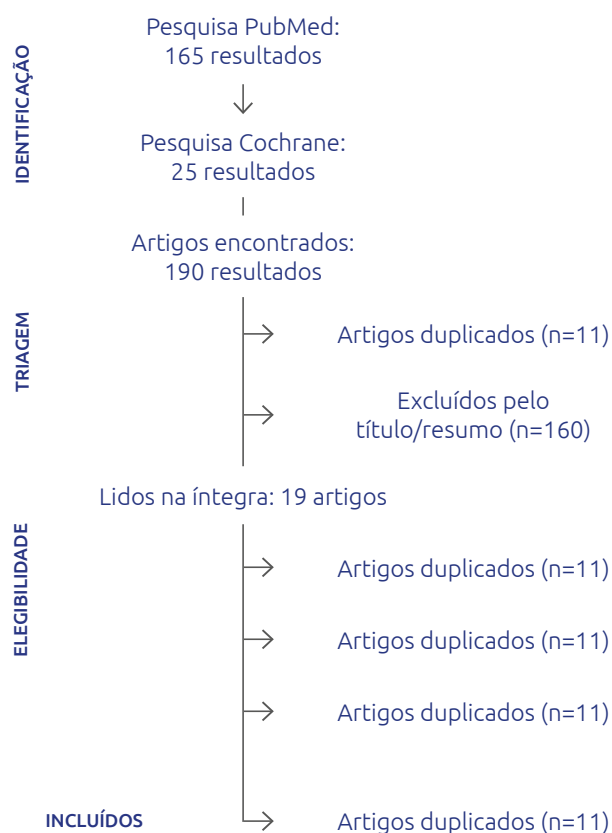 IDENTIFICAÇÃO
Pesquisa PubMed:
165 resultados
Pesquisa Cochrane:
25 resultados
Artigos encontrados:
190 resultados
TRIAGEM
Artigos duplicados (n=11)
Excluídos pelo
título/resumo (n=160)
Lidos na íntegra: 19 artigos
ELEGIBILIDADE
Artigos duplicados (n=11)
Artigos duplicados (n=11)
Artigos duplicados (n=11)
INCLUÍDOS
Artigos duplicados (n=11)